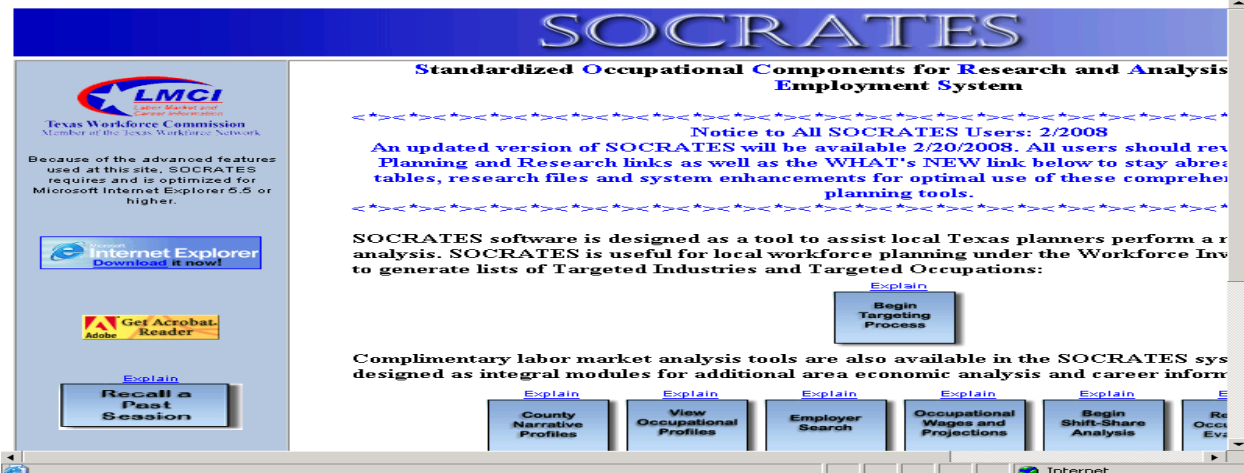 SOCRATES
LMCI
Labor Market and
Career Information
Texas Workforce Commission
Member of the Texas Workforce Network
Because of the advanced features
used at this site, SOCRATES
requires and is optimized for
Microsoft Internet Explorer 5.5 or
higher.
Microsoft
Internet Explorer
Download it now!
Get Acrobat
Adobe Reader
Explain
Recall a
Past
Session
Standardized Occupational Components for Research and Analysis
Employment System
<*><*><*><*><*><*><*><*><*><*><*><*><*><*><*><*><*><*><*><*><*
Notice to All SOCRATES Users: 2/2008
An updated version of SOCRATES will be available 2/20/2008. All users should rev
Planning and Research links as well as the WHAT's NEW link below to stay abrea
tables, research files and system enhancements for optimal use of these comprehe
planning tools.
<*><*><*><*><*><*><*><*><*><*><*><*><*><*><*><*><*><*><*><*><*
SOCRATES software is designed as a tool to assist local Texas planners perform a r
analysis. SOCRATES is useful for local workforce planning under the Workforce Inv
to generate lists of Targeted Industries and Targeted Occupations:
Explain
Begin
Targeting
Process
Complimentary labor market analysis tools are also available in the SOCRATES sys
designed as integral modules for additional area economic analysis and career inform
Explain Explain Explain Explain Explain E
County
Narrative
Profiles
View
Occupational
Profiles
Employer
Search
Occupational
Wages and
Projections
Begin
Shift-Share
Analysis
Re
Occu
Eva
Internet